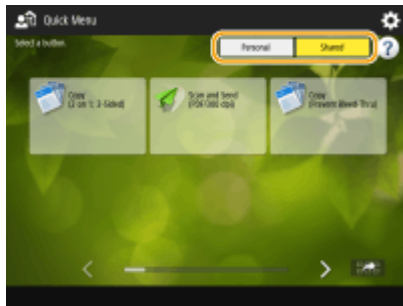 Quick Menu
Select a button.
Personal
Shared
?
Copy
(2 on 1: 2-Sided)
Scan and Send
(PDF/300 dpi)
Copy
(Prevent Bleed-Thru)